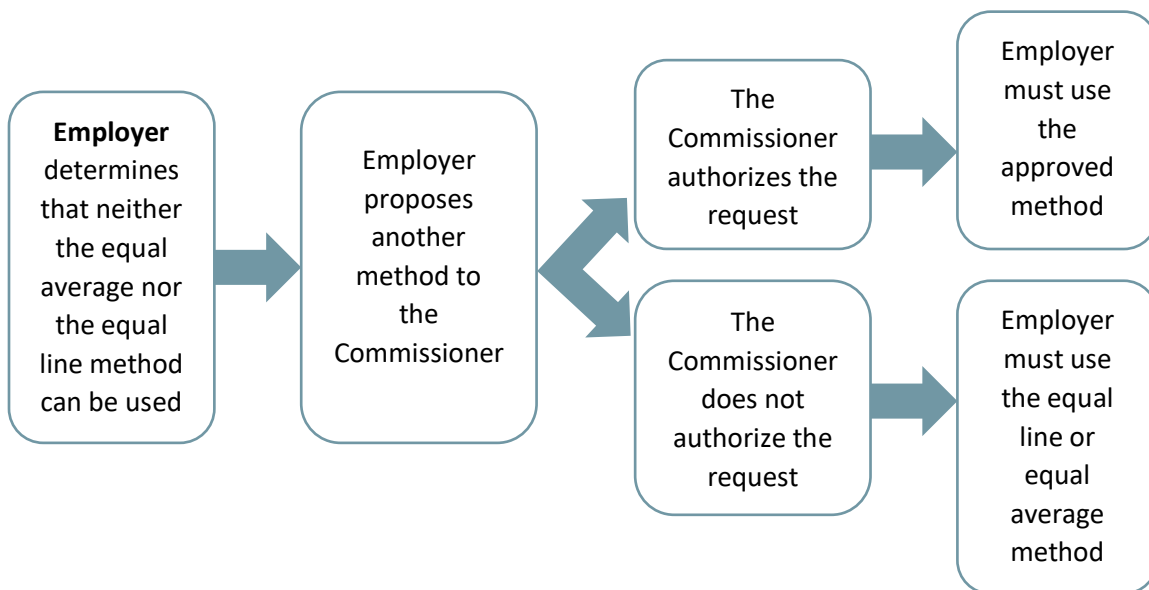 Employer
determines
that neither
the equal
average nor
the equal
line method
can be used
Employer
proposes
another
method to
the
Commissioner
The
Commissioner
authorizes the
request
Employer
must use
the
approved
method
The
Commissioner
does not
authorize the
request
Employer
must use
the equal
line or
equal
average
method